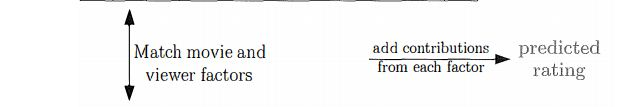 Match movie and
viewer factors
add contributions
from each factor
predicted
rating